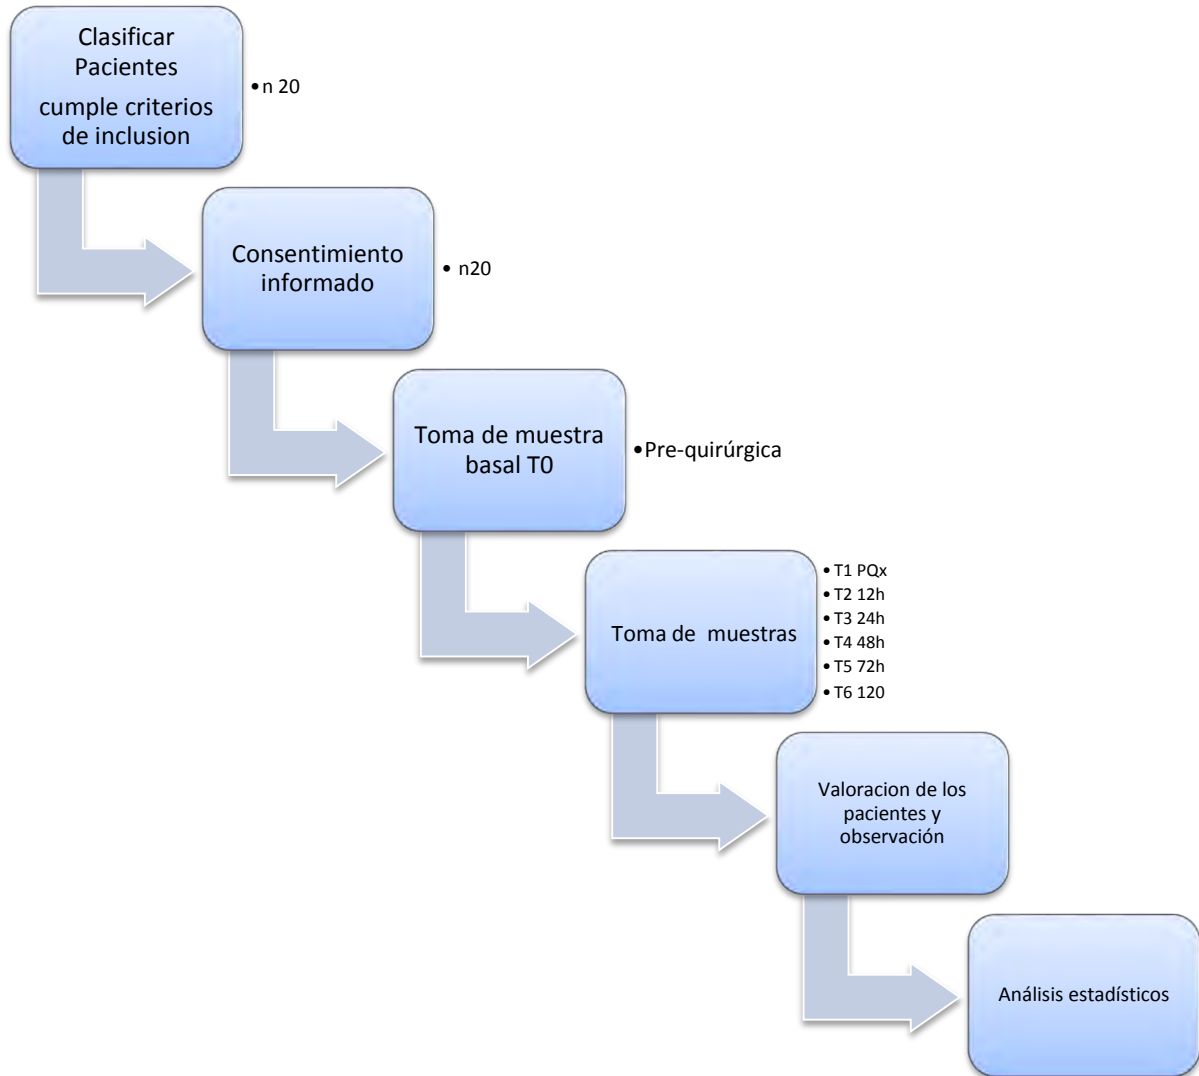 Clasificar
Pacientes
cumple criterios
de inclusion
•n 20
Consentimiento
informado
• n20
Toma de muestra
basal T0
•Pre-quirúrgica
Toma de muestras
• T1 PQx
• T2 12h
• T3 24h
• T4 48h
• T5 72h
• T6 120
Valoracion de los
pacientes y
observación
Análisis estadísticos